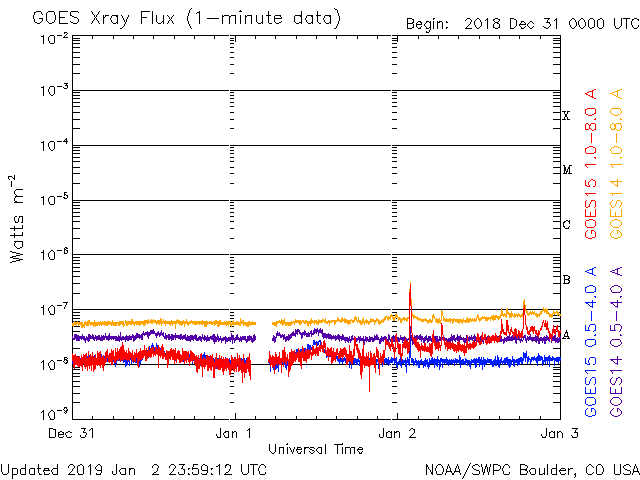 GOES Xray Flux (1-minute data)
Begin: 2018 Dec 31 0000 UTC
10⁻²
10⁻³
10⁻⁴
10⁻⁵
10⁻⁶
10⁻⁷
10⁻⁸
10⁻⁹
Watts m⁻²
X
M
C
B
A
GOES15 1.0-8.0 A
GOES14 1.0-8.0 A
GOES15 0.5-4.0 A
GOES14 0.5-4.0 A
Dec 31
Jan 1
Jan 2
Jan 3
Universal Time
Updated 2019 Jan 2 23:59:12 UTC
NOAA/SWPC Boulder, CO USA